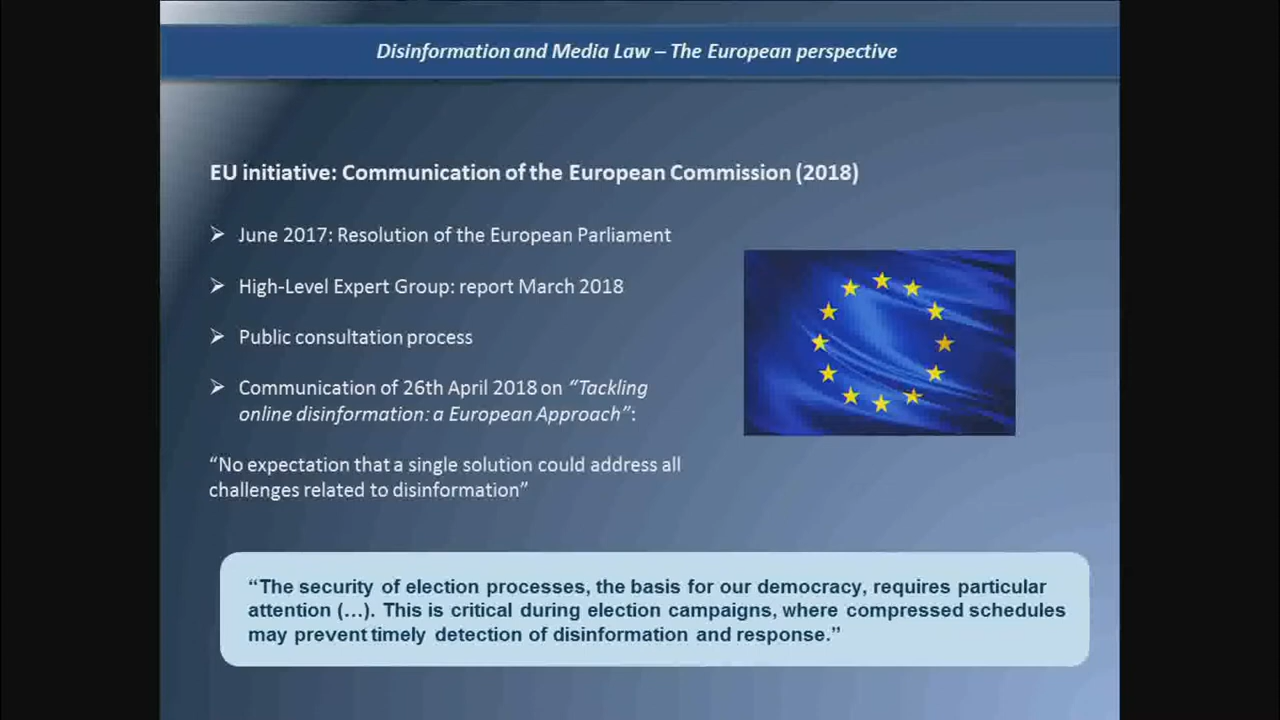 Disinformation and Media Law – The European perspective
EU initiative: Communication of the European Commission (2018)
➢ June 2017: Resolution of the European Parliament
➢ High-Level Expert Group: report March 2018
➢ Public consultation process
➢ Communication of 26th April 2018 on “Tackling
online disinformation: a European Approach”:
“No expectation that a single solution could address all
challenges related to disinformation”
“The security of election processes, the basis for our democracy, requires particular
attention (…). This is critical during election campaigns, where compressed schedules
may prevent timely detection of disinformation and response.”